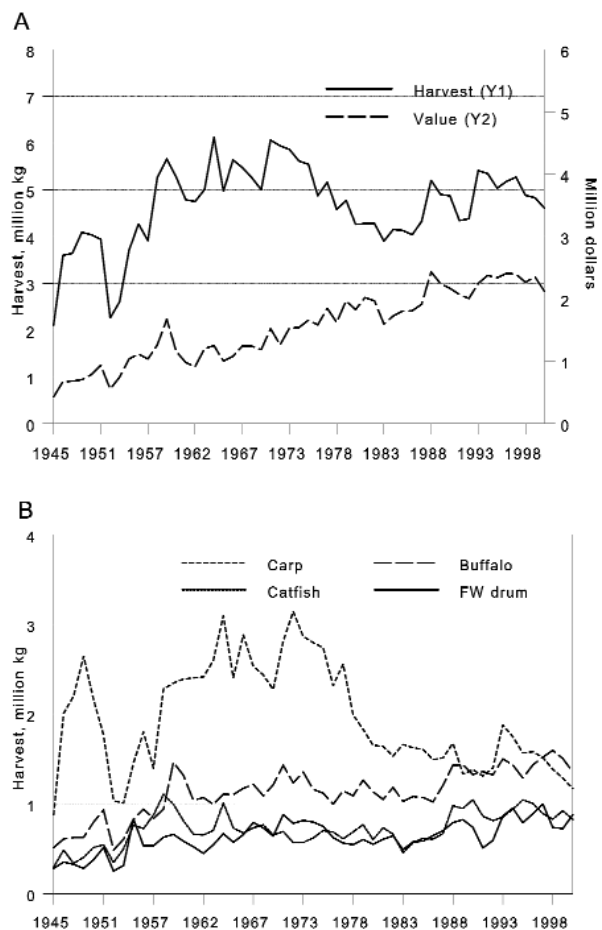 A
8
7
6
5
4
3
2
1
0
Harvest, million kg
6
5
4
3
2
1
0
Million dollars
Harvest (Y1)
Value (Y2)
1945 1951 1957 1962 1967 1973 1978 1983 1988 1993 1998
B
4
3
2
1
0
Harvest, million kg
Carp Buffalo
Catfish FW drum
1945 1951 1957 1962 1967 1973 1978 1983 1988 1993 1998